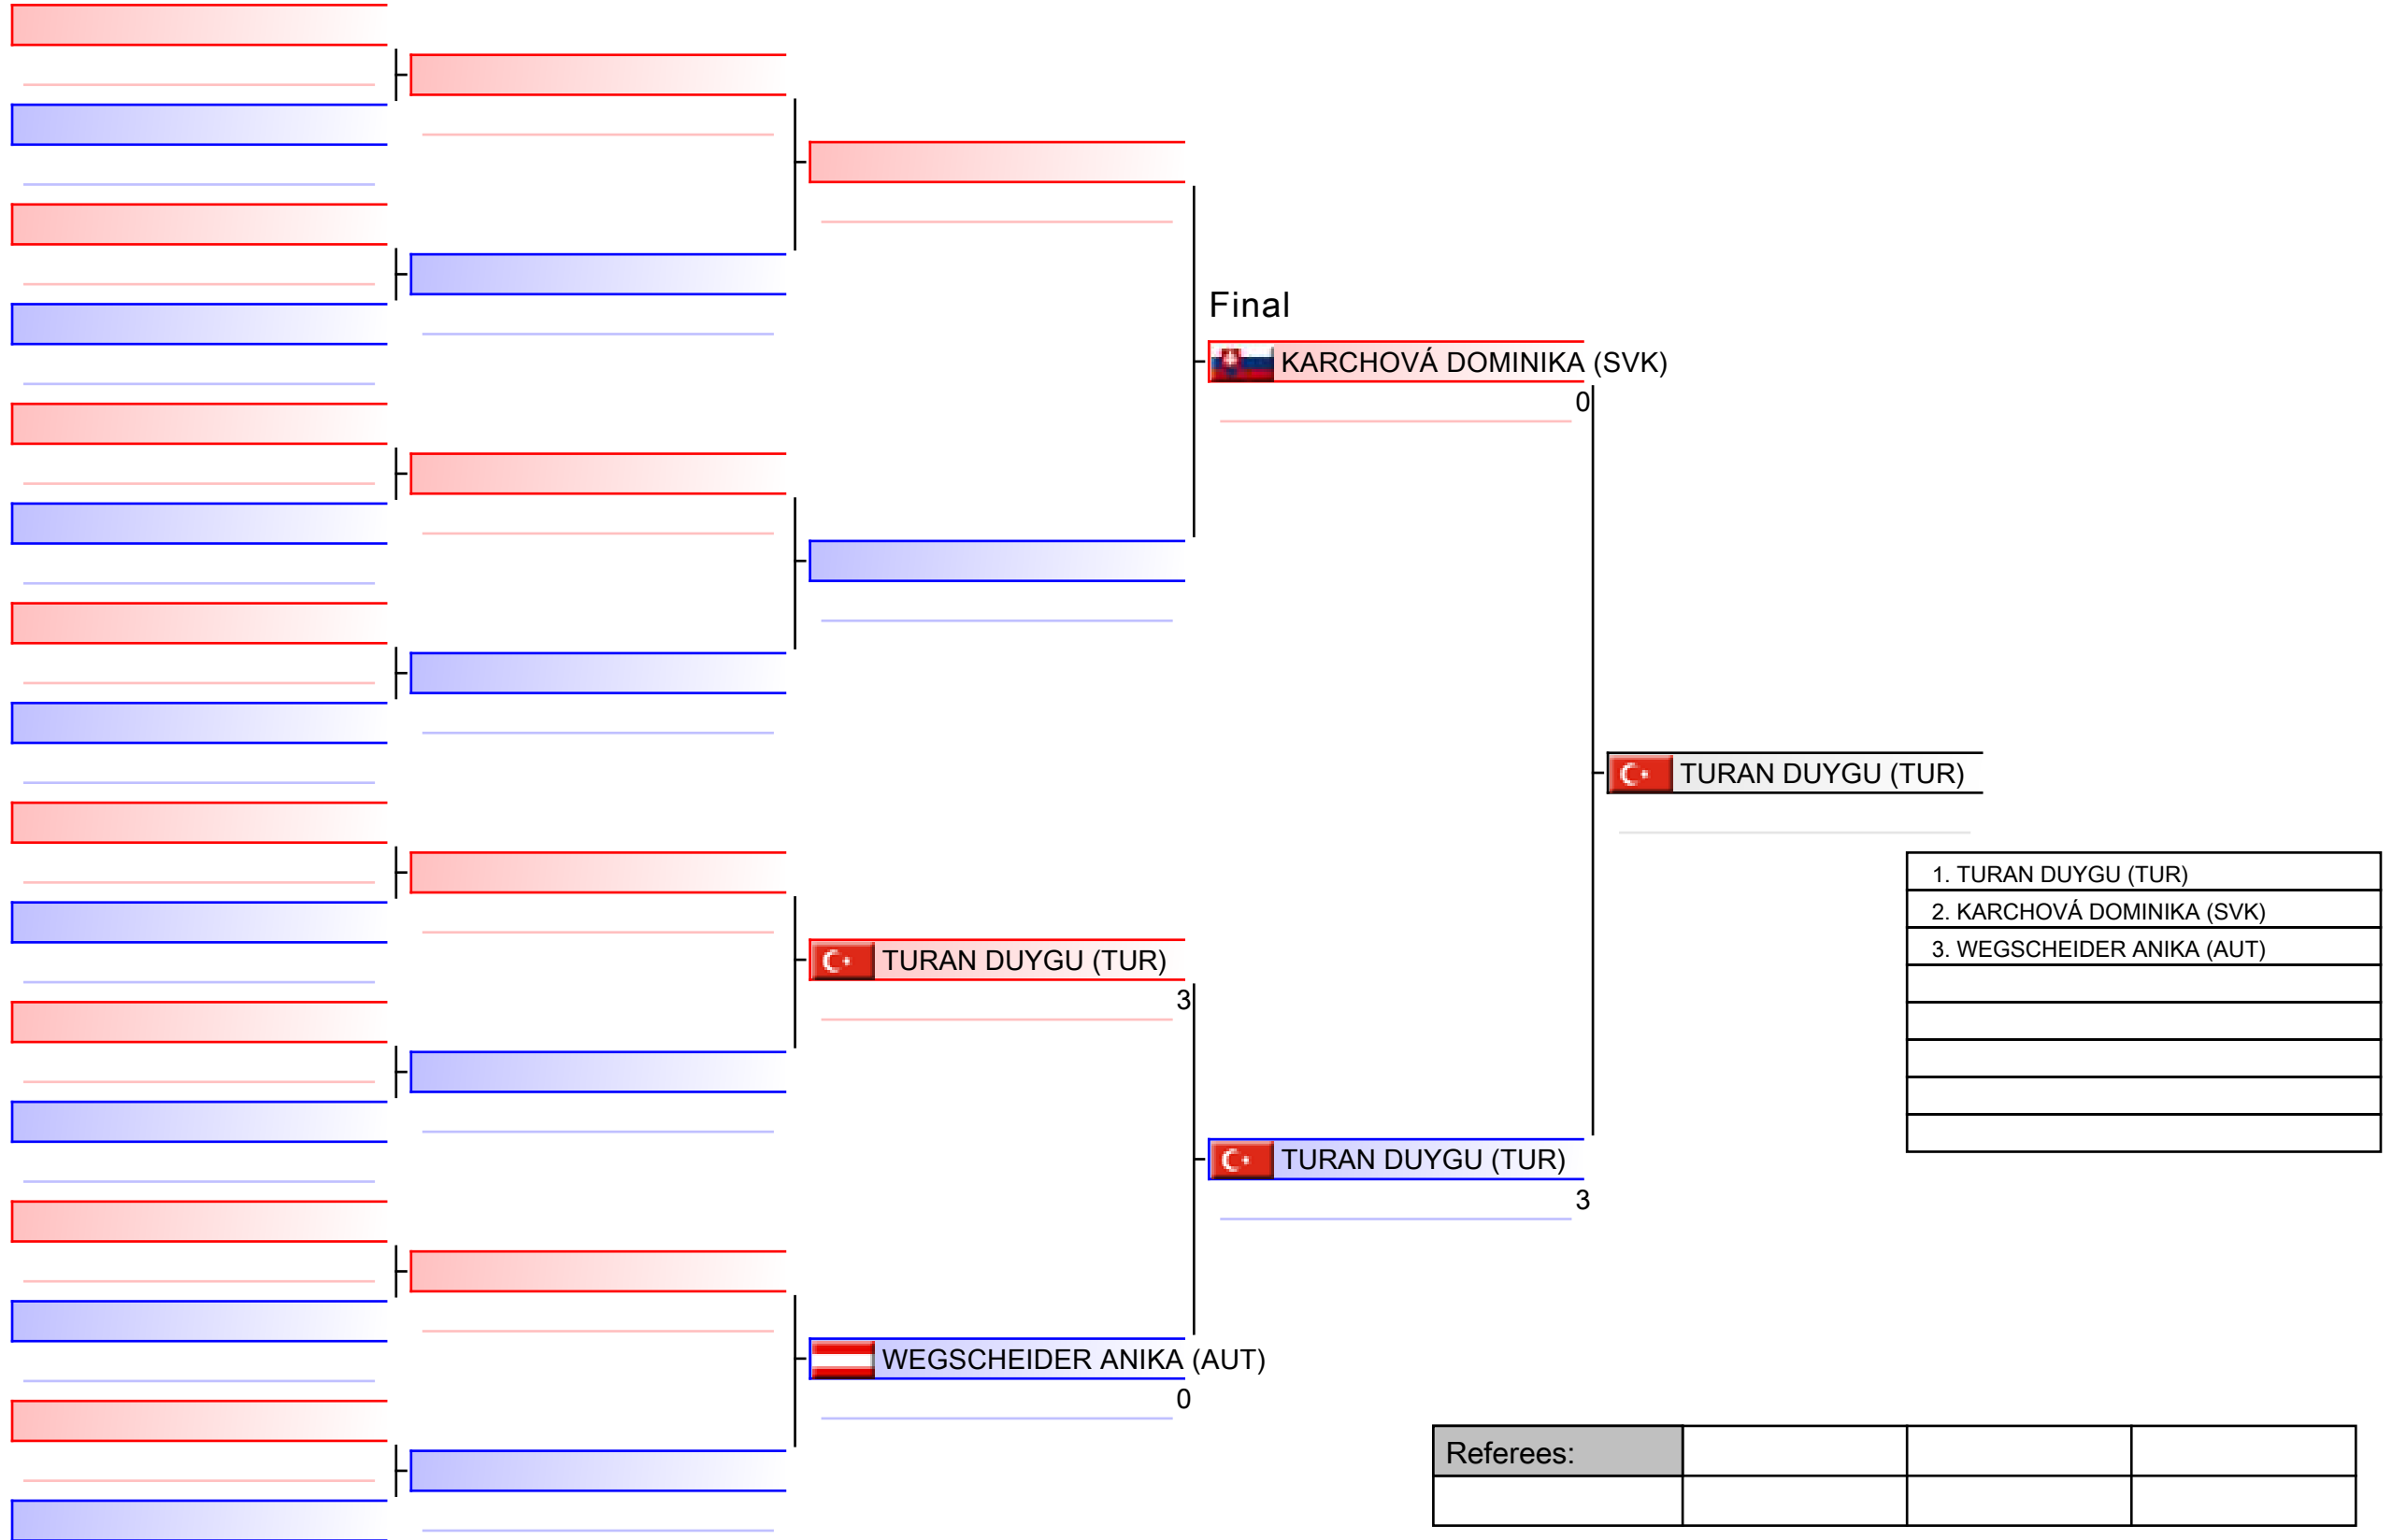 Final
KARCHOVÁ DOMINIKA (SVK)
0
TURAN DUYGU (TUR)
1. TURAN DUYGU (TUR)
2. KARCHOVÁ DOMINIKA (SVK)
3. WEGSCHEIDER ANIKA (AUT)
TURAN DUYGU (TUR)
3
TURAN DUYGU (TUR)
3
WEGSCHEIDER ANIKA (AUT)
0
Referees: